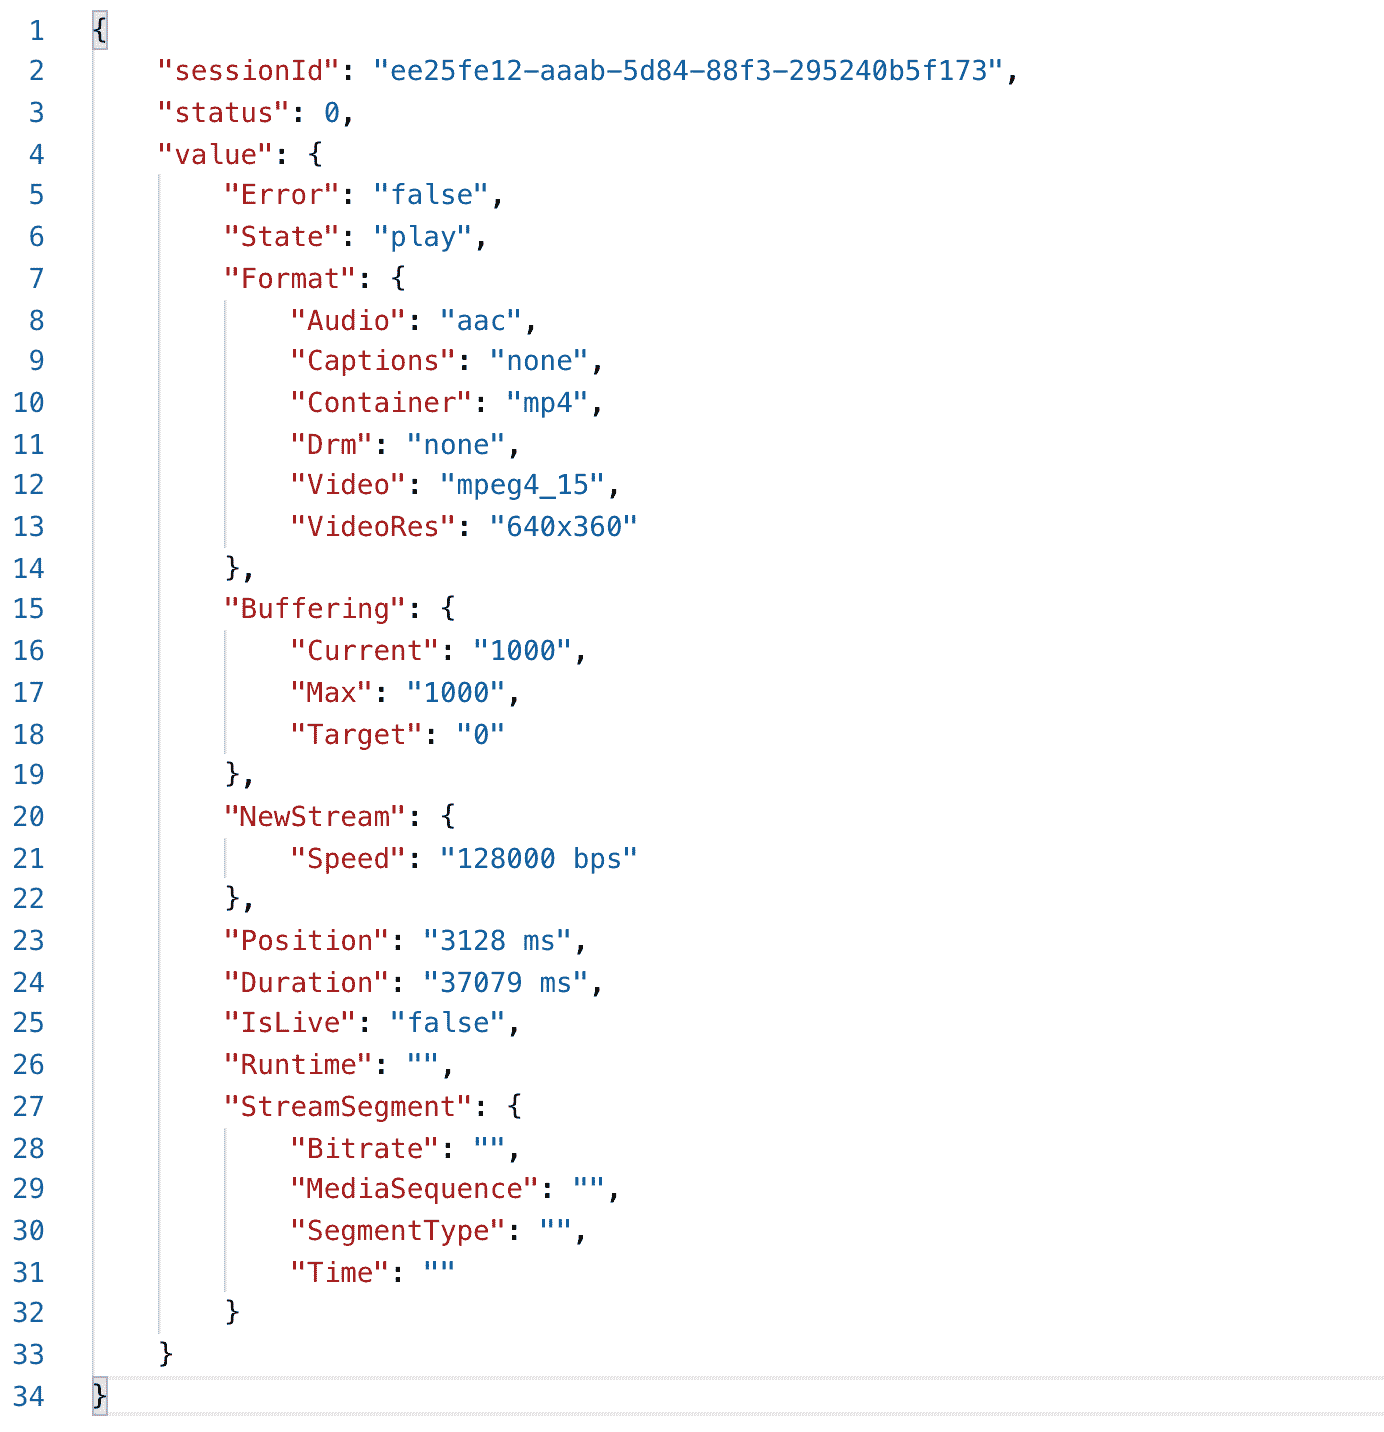 1 {
2     "sessionId": "ee25fe12-aaab-5d84-88f3-295240b5f173",
3     "status": 0,
4     "value": {
5         "Error": "false",
6         "State": "play",
7         "Format": {
8             "Audio": "aac",
9             "Captions": "none",
10             "Container": "mp4",
11             "Drm": "none",
12             "Video": "mpeg4_15",
13             "VideoRes": "640x360"
14         },
15         "Buffering": {
16             "Current": "1000",
17             "Max": "1000",
18             "Target": "0"
19         },
20         "NewStream": {
21             "Speed": "128000 bps"
22         },
23         "Position": "3128 ms",
24         "Duration": "37079 ms",
25         "IsLive": "false",
26         "Runtime": "",
27         "StreamSegment": {
28             "Bitrate": "",
29             "MediaSequence": "",
30             "SegmentType": "",
31             "Time": ""
32         }
33     }
34 }